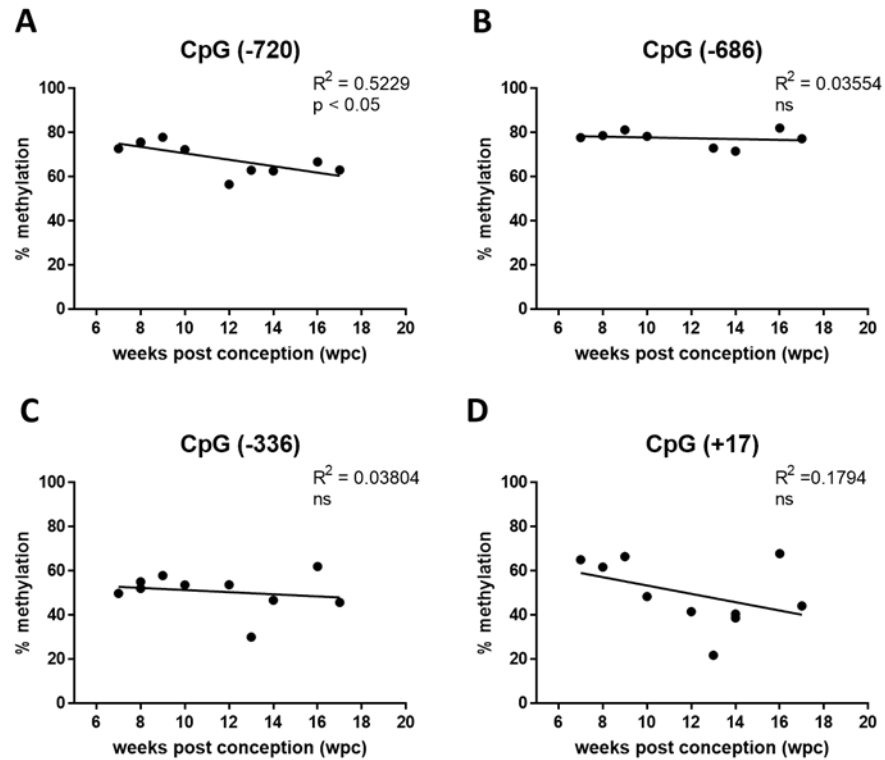 A
CpG (-720)
R² = 0.5229
p < 0.05
100
80
60
40
20
0
% methylation
6 8 10 12 14 16 18 20
weeks post conception (wpc)
B
CpG (-686)
R² = 0.03554
ns
100
80
60
40
20
0
% methylation
6 8 10 12 14 16 18 20
weeks post conception (wpc)
C
CpG (-336)
R² = 0.03804
ns
100
80
60
40
20
0
% methylation
6 8 10 12 14 16 18 20
weeks post conception (wpc)
D
CpG (+17)
R² =0.1794
ns
100
80
60
40
20
0
% methylation
6 8 10 12 14 16 18 20
weeks post conception (wpc)